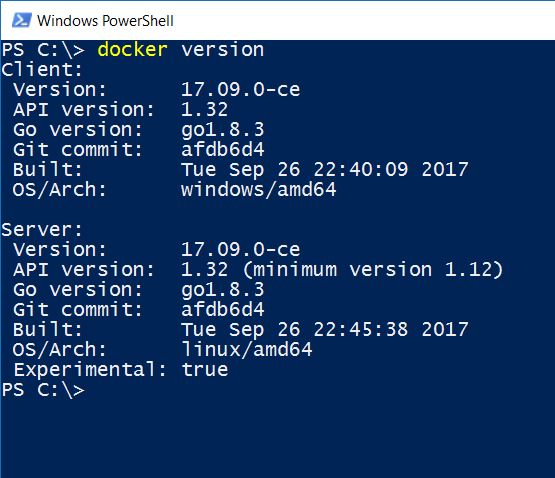 Windows PowerShell
PS C:\> docker version
Client:
 Version:      17.09.0-ce
 API version:  1.32
 Go version:   go1.8.3
 Git commit:   afdb6d4
 Built:        Tue Sep 26 22:40:09 2017
 OS/Arch:      windows/amd64

Server:
 Version:      17.09.0-ce
 API version:  1.32 (minimum version 1.12)
 Go version:   go1.8.3
 Git commit:   afdb6d4
 Built:        Tue Sep 26 22:45:38 2017
 OS/Arch:      linux/amd64
 Experimental: true
PS C:\>